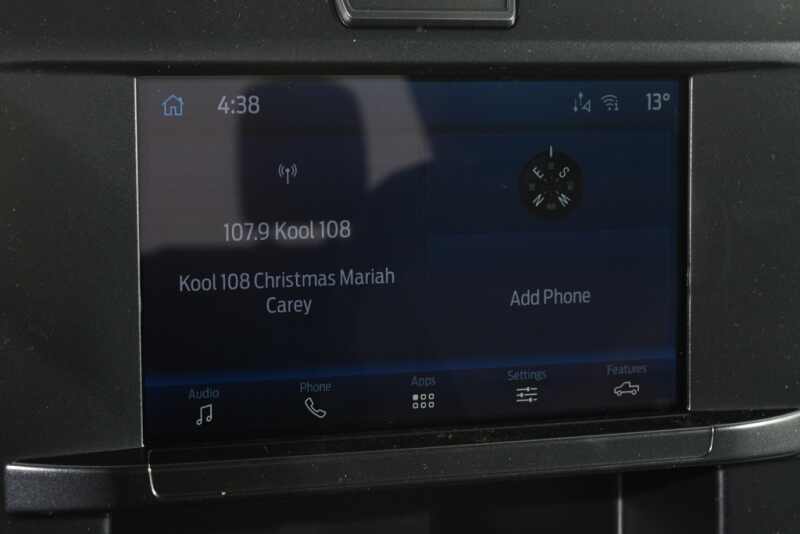 4:38
13°
107.9 Kool 108
Kool 108 Christmas Mariah
Carey
E S
N W
Add Phone
Audio
Phone
Apps
Settings
Features